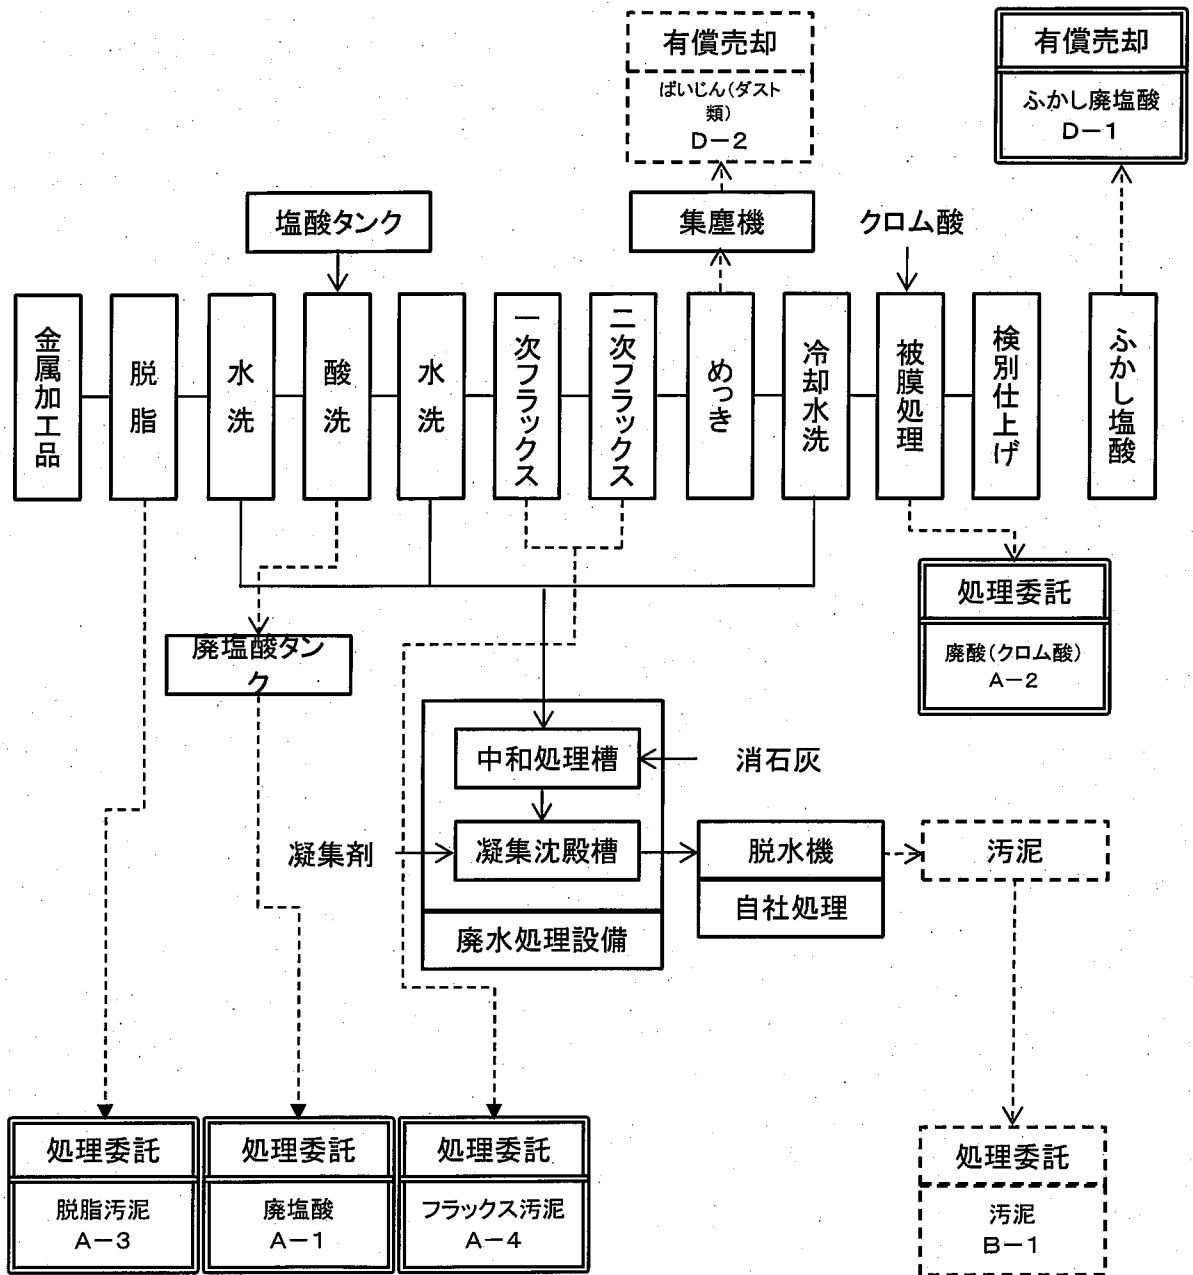 有償売却
ばいじん(ダスト
類)
D-2
有償売却
ふかし廃塩酸
D-1
塩酸タンク
集塵機
クロム酸
金属加工品
脱脂
水洗
酸洗
水洗
一次フラックス
二次フラックス
めっき
冷却水洗
被膜処理
検別仕上げ
ふかし塩酸
処理委託
廃酸(クロム酸)
A-2
廃塩酸タン
ク
中和処理槽
消石灰
凝集剤
凝集沈殿槽
脱水機
汚泥
自社処理
廃水処理設備
処理委託
脱脂汚泥
A-3
処理委託
廃塩酸
A-1
処理委託
フラックス汚泥
A-4
処理委託
汚泥
B-1